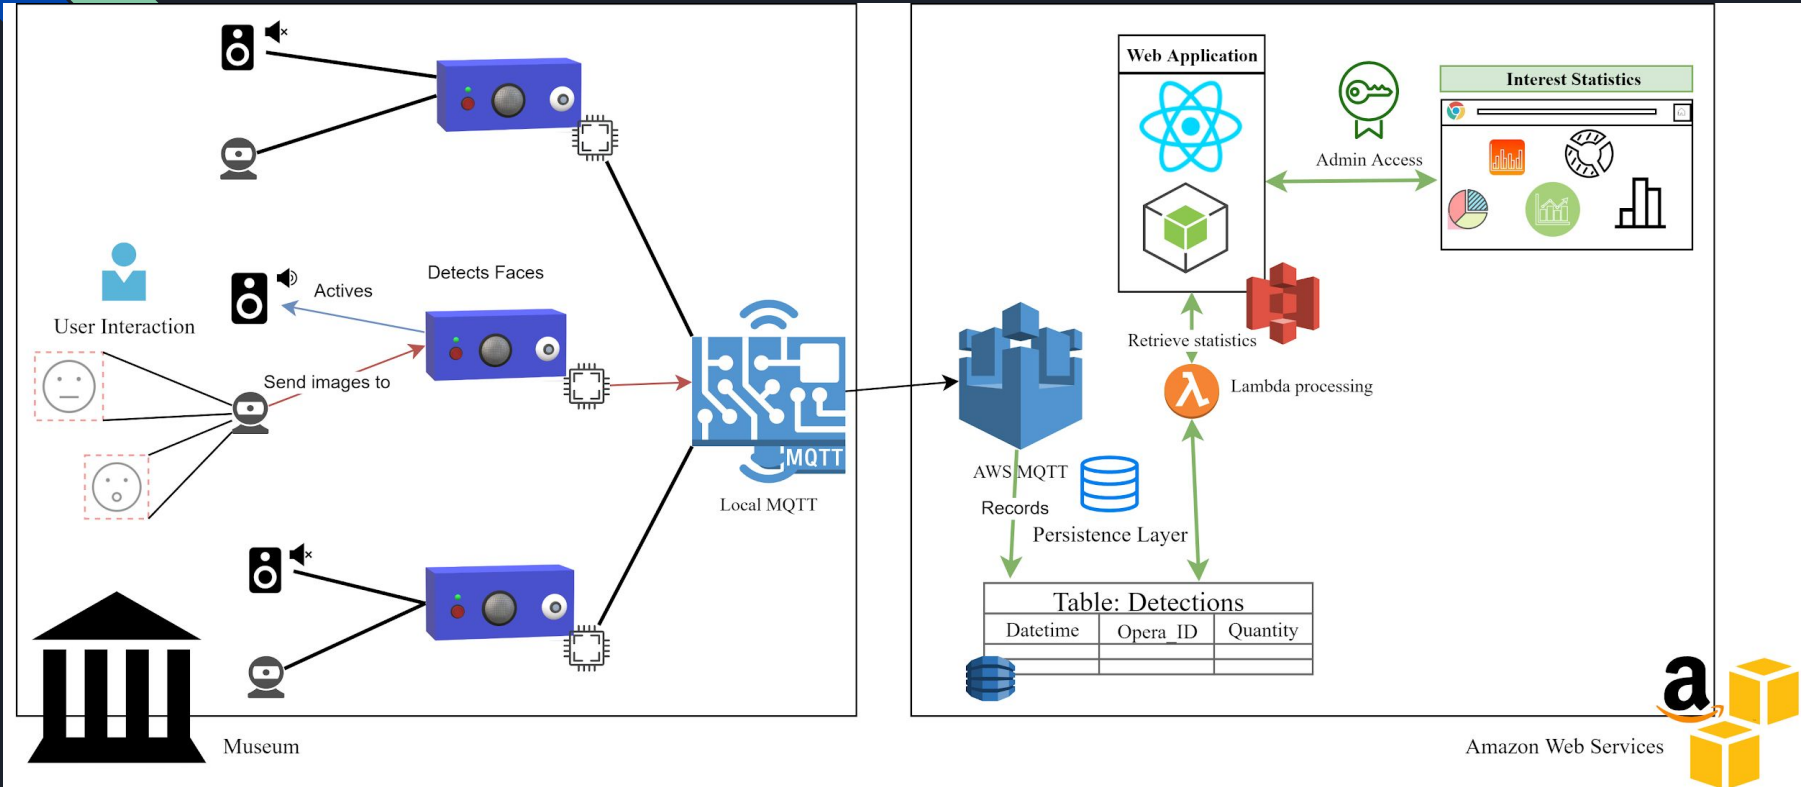 Web Application
Interest Statistics
Admin Access
Detects Faces
Actives
User Interaction
Retrieve statistics
Send images to
Lambda processing
MQTT
AWS MQTT
Local MQTT
Records
Persistence Layer
Table: Detections
Datetime Opera_ID Quantity
Museum
a
Amazon Web Services